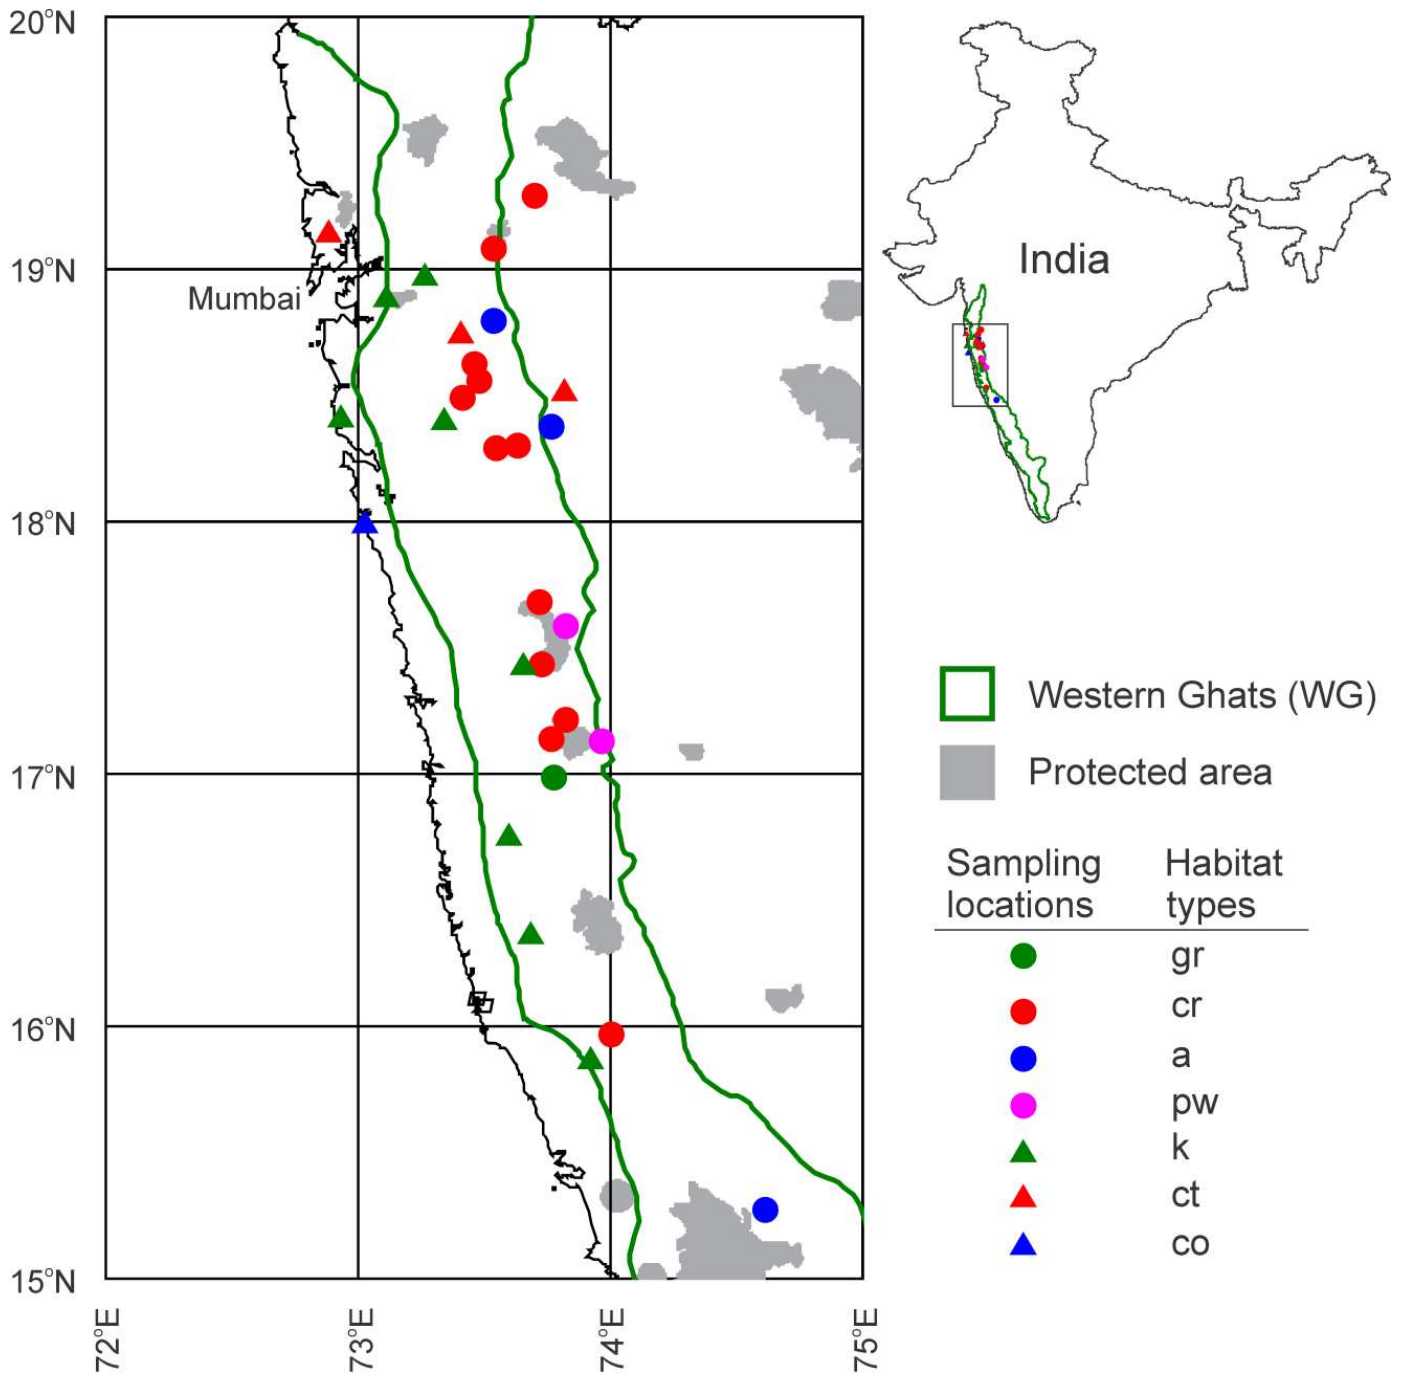 20°N
19°N
18°N
17°N
16°N
15°N
72°E
73°E
74°E
75°E
Mumbai
India
Western Ghats (WG)
Protected area
Sampling locations
Habitat types
gr
cr
a
pw
k
ct
co